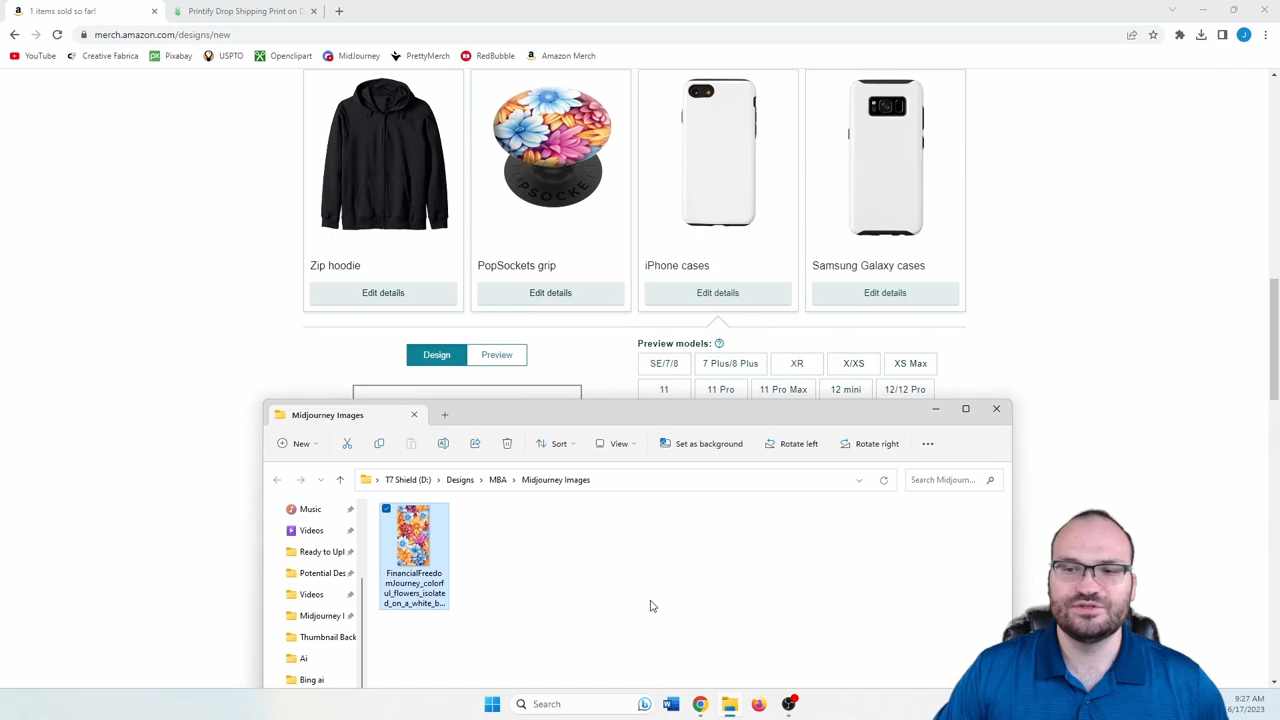 1 items sold so far!
Printify Drop Shipping Print on D
merch.amazon.com/designs/new
YouTube
Creative Fabrica
Pixabay
USPTO
Openclipart
MidJourney
PrettyMerch
RedBubble
Amazon Merch
POPSOCKETS
Zip hoodie
PopSockets grip
iPhone cases
Samsung Galaxy cases
Edit details
Edit details
Edit details
Edit details
Design
Preview
Preview models:
SE/7/8
7 Plus/8 Plus
XR
X/XS
XS Max
11
11 Pro
11 Pro Max
12 mini
12/12 Pro
Midjourney Images
New
Sort
View
Set as background
Rotate left
Rotate right
T7 Shield (D:)
Designs
MBA
Midjourney Images
Search Midjourn...
Music
Videos
Ready to Upl
Potential Des
Videos
Midjourney I
Thumbnail Back
Ai
Bing ai
FinancialFreedo
mJourney_colorf
ul_flowers_isolate
d_on_a_white_b...
Search
9:27 AM
6/17/2023